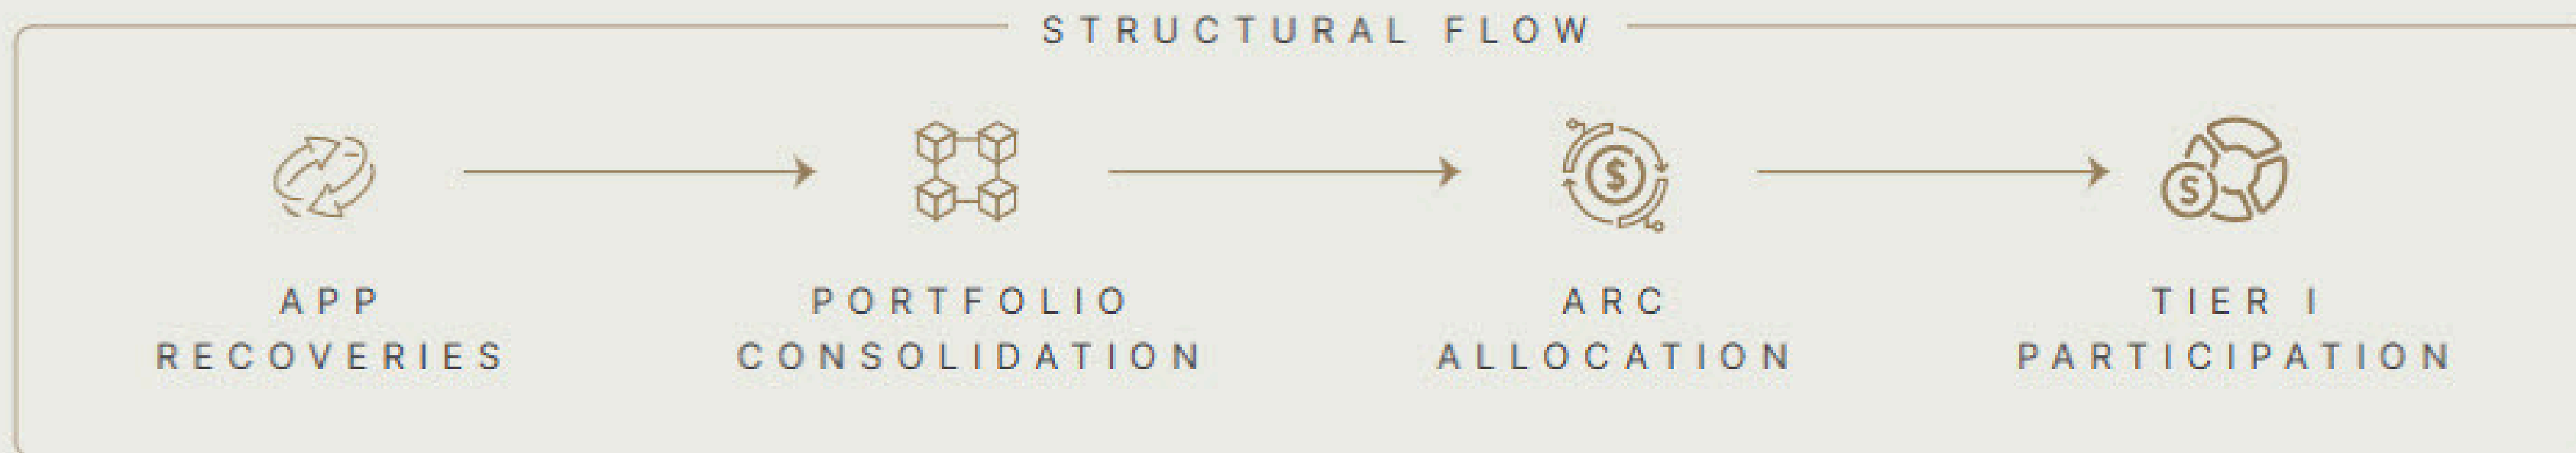 STRUCTURAL FLOW
APP
RECOVERIES
PORTFOLIO
CONSOLIDATION
ARC
ALLOCATION
TIER I
PARTICIPATION